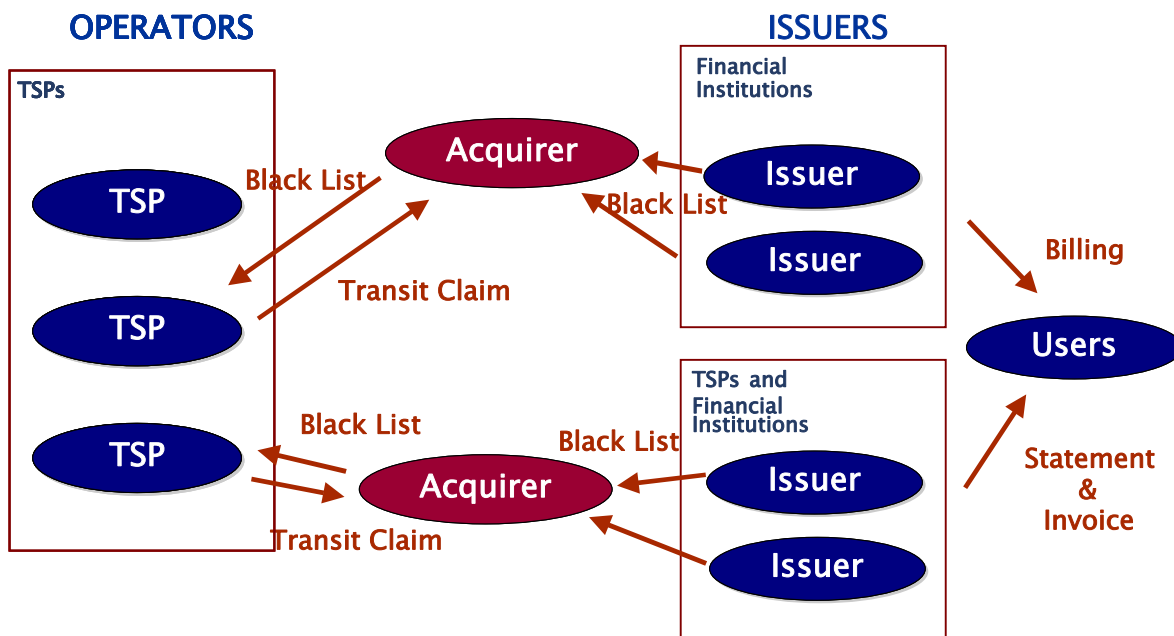 OPERATORS
ISSUERS
TSPs
Financial
Institutions
Acquirer
Issuer
TSP
Black List
Black List
Issuer
Billing
Transit Claim
TSP
Users
TSPs and
Financial
Institutions
Black List
Black List
TSP
Statement
&
Invoice
Issuer
Acquirer
Transit Claim
Issuer